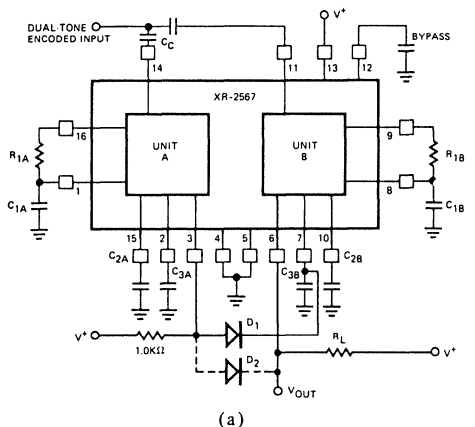 DUAL-TONE
ENCODED INPUT
C_C
V⁺
BYPASS
14
11
13
12
XR-2567
16
UNIT
A
UNIT
B
9
R_1A
R_1B
1
8
C_1A
C_1B
15
2
3
4
5
6
7
10
C_2A
C_3A
C_3B
C_2B
V⁺
1.0KΩ
D₁
D₂
R_L
V⁺
V_OUT
(a)